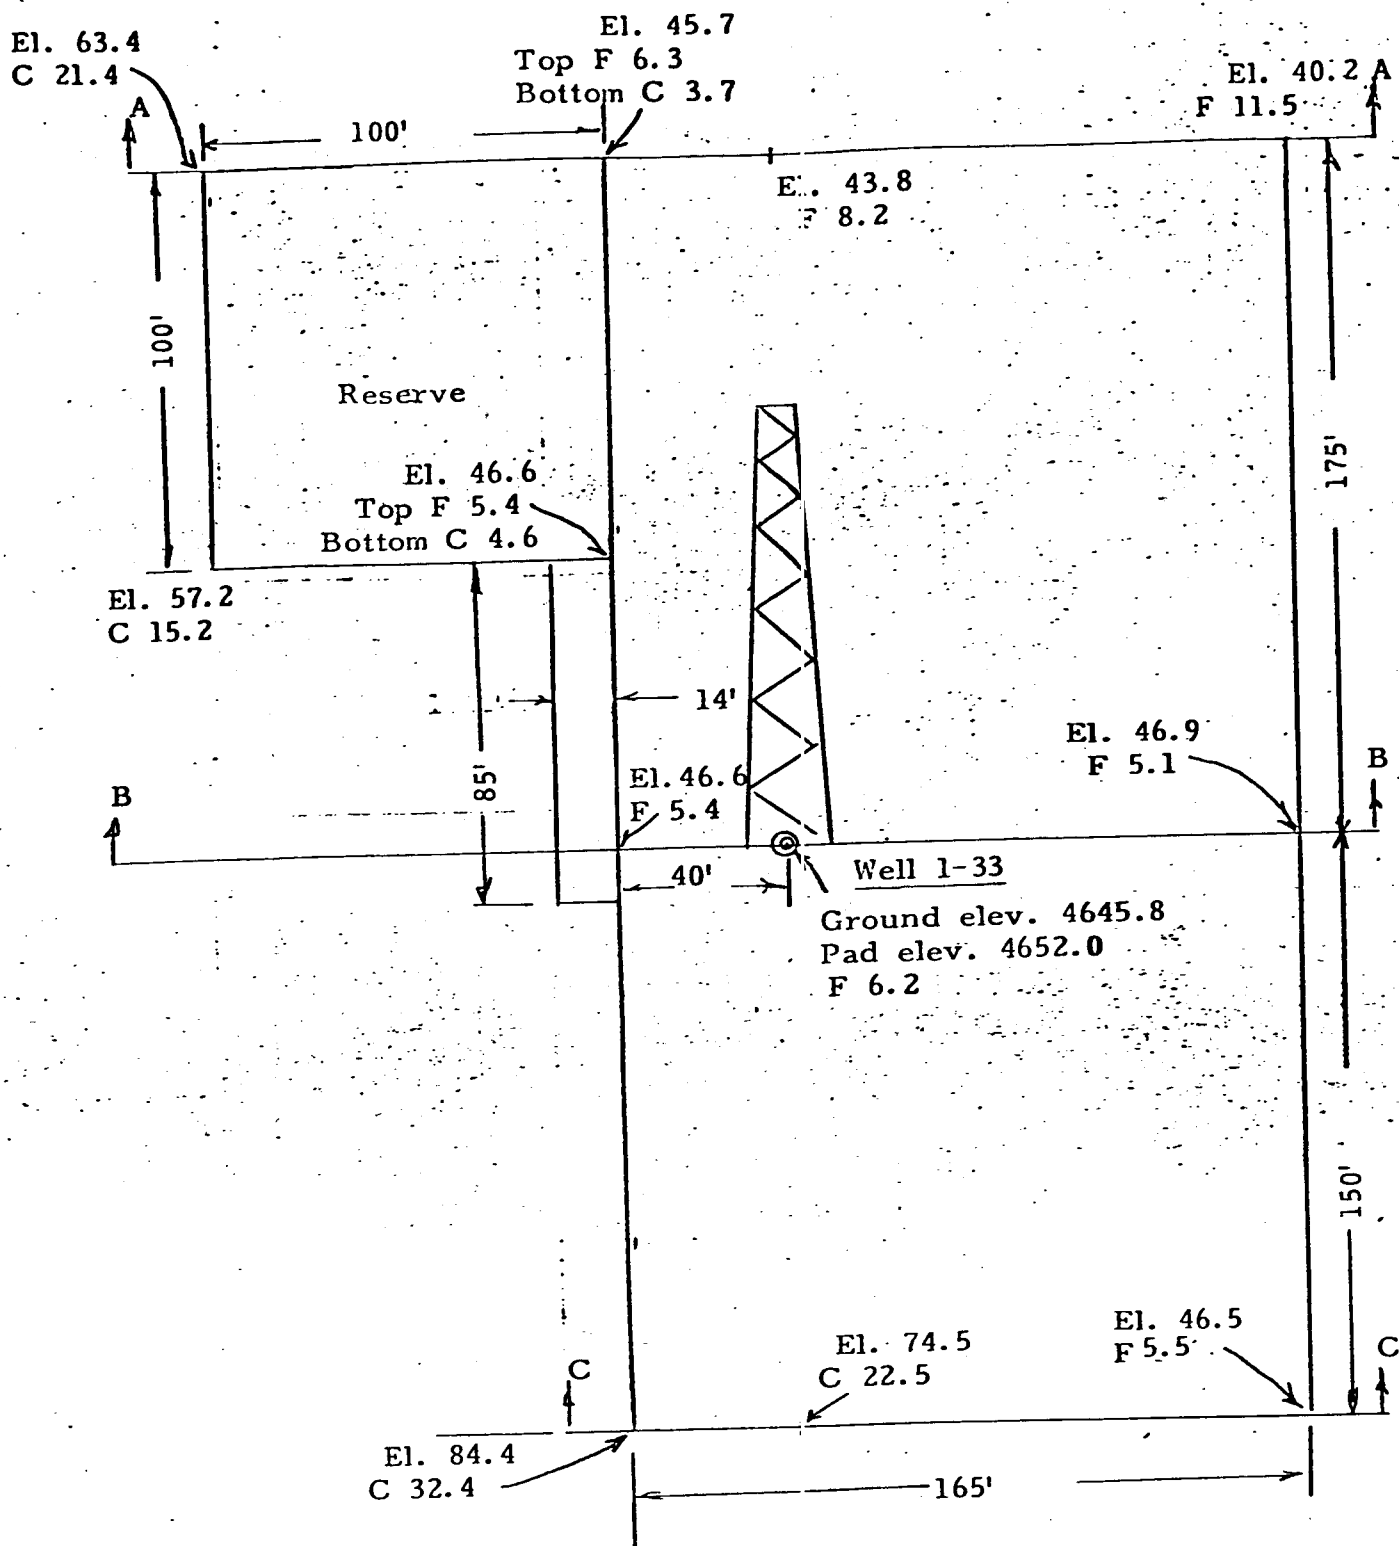 El. 63.4
C 21.4
El. 45.7
Top F 6.3
Bottom C 3.7
El. 40.2
F 11.5
A
A
100'
El. 43.8
F 8.2
100'
Reserve
175'
El. 46.6
Top F 5.4
Bottom C 4.6
El. 57.2
C 15.2
14'
El. 46.9
F 5.1
B
B
85'
El. 46.6
F 5.4
40'
Well 1-33
Ground elev. 4645.8
Pad elev. 4652.0
F 6.2
150'
El. 74.5
C 22.5
El. 46.5
F 5.5
C
C
El. 84.4
C 32.4
165'